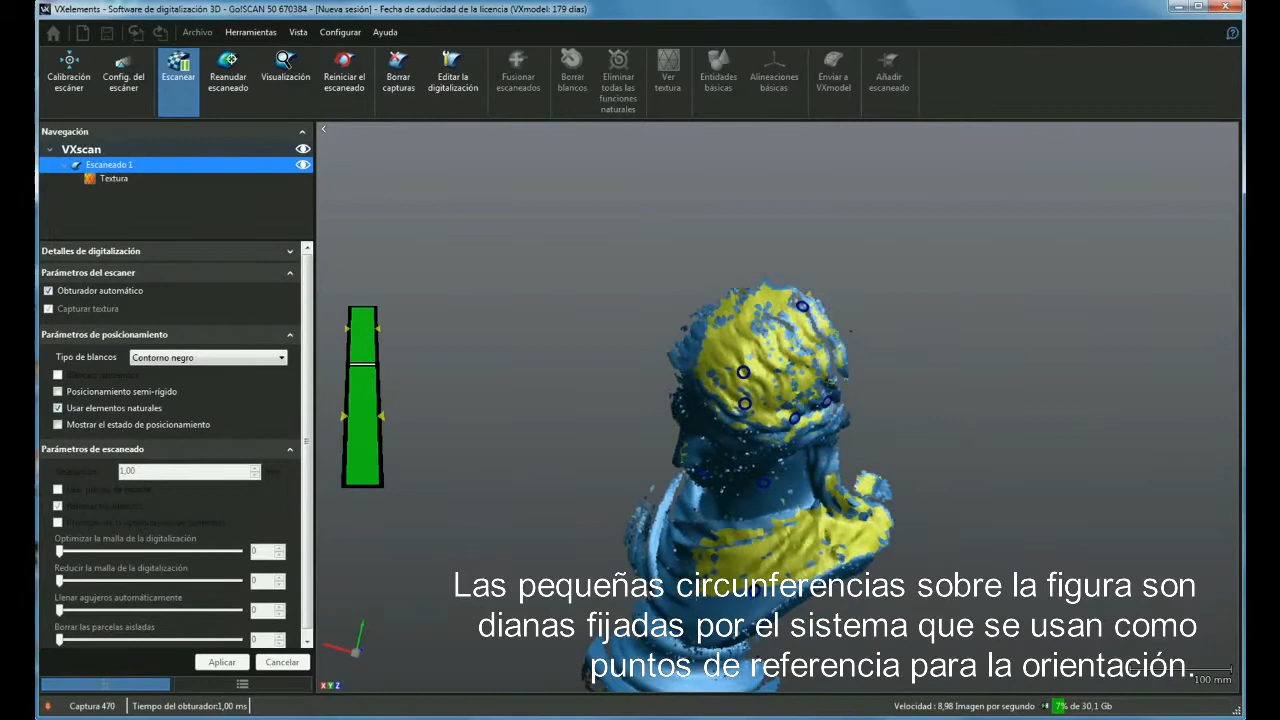 VXelements - Software de digitalización 3D - Go!SCAN 50 670384 - [Nueva sesión] - Fecha de caducidad de la licencia (VXmodel: 179 días)
Archivo Herramientas Vista Configurar Ayuda
Calibración escáner
Config. del escáner
Escanear
Reanudar escaneado
Visualización
Reiniciar el escaneado
Borrar capturas
Editar la digitalización
Fusionar escaneados
Borrar blancos
Eliminar todas las funciones naturales
Ver textura
Entidades básicas
Alineaciones básicas
Enviar a VXmodel
Añadir escaneado
Navegación
VXscan
Escaneado 1
Textura
Detalles de digitalización
Parámetros del escaner
Obturador automático
Capturar textura
Parámetros de posicionamiento
Tipo de blancos Contorno negro
Posicionamiento semi-rígido
Usar elementos naturales
Mostrar el estado de posicionamiento
Parámetros de escaneado
1,00
Optimizar la malla de la digitalización
0
Reducir la malla de la digitalización
0
Llenar agujeros automáticamente
0
Borrar las parcelas aisladas
0
Aplicar Cancelar
Las pequeñas circunferencias sobre la figura son
dianas fijadas por el sistema que se usan como
puntos de referencia para la orientación.
100 mm
X Y Z
Captura 470 Tiempo del obturador:1,00 ms Velocidad : 8,98 Imagen por segundo 7% de 30,1 Gb